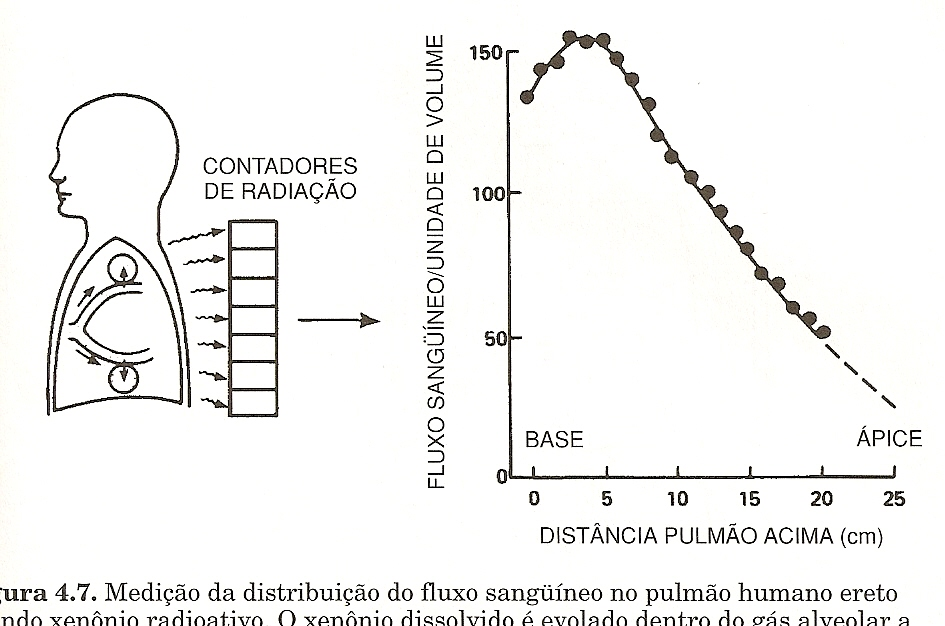 CONTADORES
DE RADIAÇÃO
FLUXO SANGÜÍNEO/UNIDADE DE VOLUME
150
100
50
0
BASE
ÁPICE
0 5 10 15 20 25
DISTÂNCIA PULMÃO ACIMA (cm)
gura 4.7. Medição da distribuição do fluxo sangüíneo no pulmão humano ereto
ndo xenônio radioativo. O xenônio dissolvido é evolado dentro do gás alveolar a